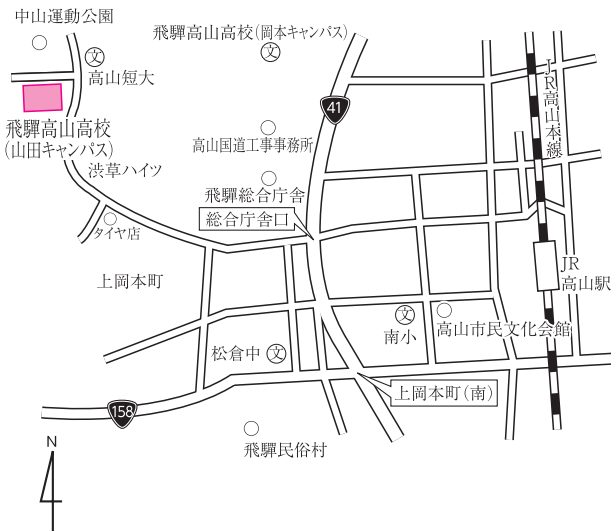 中山運動公園
飛騨高山高校(岡本キャンパス)
高山短大
飛騨高山高校
(山田キャンパス)
渋草ハイツ
タイヤ店
41
高山国道工事事務所
飛騨総合庁舎
総合庁舎口
JR高山本線
JR
高山駅
上岡本町
文
文
松倉中 文
文
南小
高山市民文化会館
上岡本町(南)
158
飛騨民俗村
N